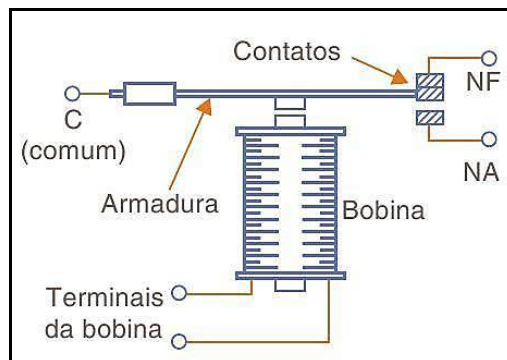 Contatos
NF
C
(comum)
NA
Armadura
Bobina
Terminais
da bobina